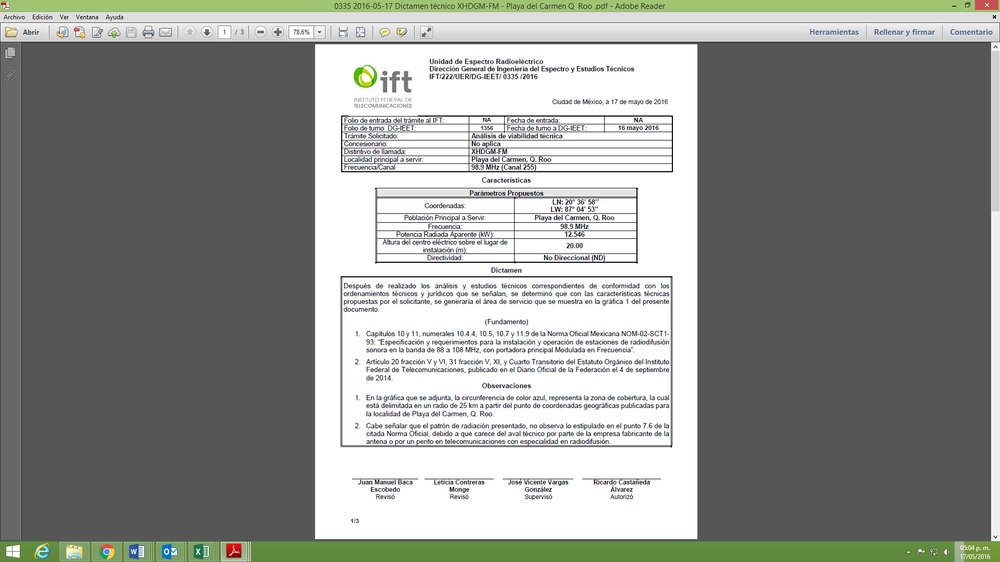 0335 2016-05-17 Dictamen técnico XHDGM-FM - Playa del Carmen Q Roo .pdf - Adobe Reader
Archivo Edición Ver Ventana Ayuda
Abrir 1 / 3 78.6% Herramientas Rellenar y firmar Comentario
ift
INSTITUTO FEDERAL DE
TELECOMUNICACIONES
Unidad de Espectro Radioeléctrico
Dirección General de Ingeniería del Espectro y Estudios Técnicos
IFT/222/UER/DG-IEET/ 0335 /2016
Ciudad de México, a 17 de mayo de 2016
Folio de entrada del trámite al IFT: NA Fecha de entrada: NA
Folio de turno DG-IEET: 1356 Fecha de turno a DG-IEET: 16 mayo 2016
Trámite Solicitado: Análisis de viabilidad técnica
Concesionario: No aplica
Distintivo de llamada: XHDGM-FM
Localidad principal a servir: Playa del Carmen, Q. Roo
Frecuencia/Canal 98.9 MHz (Canal 255)
Características
Parámetros Propuestos
Coordenadas: LN: 20° 36’ 58’’
LW: 87° 04’ 53’’
Población Principal a Servir. Playa del Carmen, Q. Roo
Frecuencia: 98.9 MHz
Potencia Radiada Aparente (kW): 12.546
Altura del centro eléctrico sobre el lugar de
instalación (m): 20.00
Directividad: No Direccional (ND)
Dictamen
Después de realizado los análisis y estudios técnicos correspondientes de conformidad con los
ordenamientos técnicos y jurídicos que se señalan, se determinó que con las características técnicas
propuestas por el solicitante, se generaría el área de servicio que se muestra en la gráfica 1 del presente
documento.
(Fundamento)
1. Capítulos 10 y 11, numerales 10.4.4, 10.5, 10.7 y 11.9 de la Norma Oficial Mexicana NOM-02-SCT1-
93: “Especificación y requerimientos para la instalación y operación de estaciones de radiodifusión
sonora en la banda de 88 a 108 MHz, con portadora principal Modulada en Frecuencia”.
2. Artículo 20 fracción V y VI, 31 fracción V, XI, y Cuarto Transitorio del Estatuto Orgánico del Instituto
Federal de Telecomunicaciones, publicado en el Diario Oficial de la Federación el 4 de septiembre
de 2014.
Observaciones
1. En la gráfica que se adjunta, la circunferencia de color azul, representa la zona de cobertura, la cual
está delimitada en un radio de 25 km a partir del punto de coordenadas geográficas publicadas para
la localidad de Playa del Carmen, Q. Roo.
2. Cabe señalar que el patrón de radiación presentado, no observa lo estipulado en el punto 7.6 de la
citada Norma Oficial, debido a que carece del aval técnico por parte de la empresa fabricante de la
antena o por un perito en telecomunicaciones con especialidad en radiodifusión.
Juan Manuel Baca
Escobedo
Revisó
Leticia Contreras
Monge
Revisó
José Vicente Vargas
González
Supervisó
Ricardo Castañeda
Álvarez
Autorizó
1/3
05:04 p. m.
17/05/2016